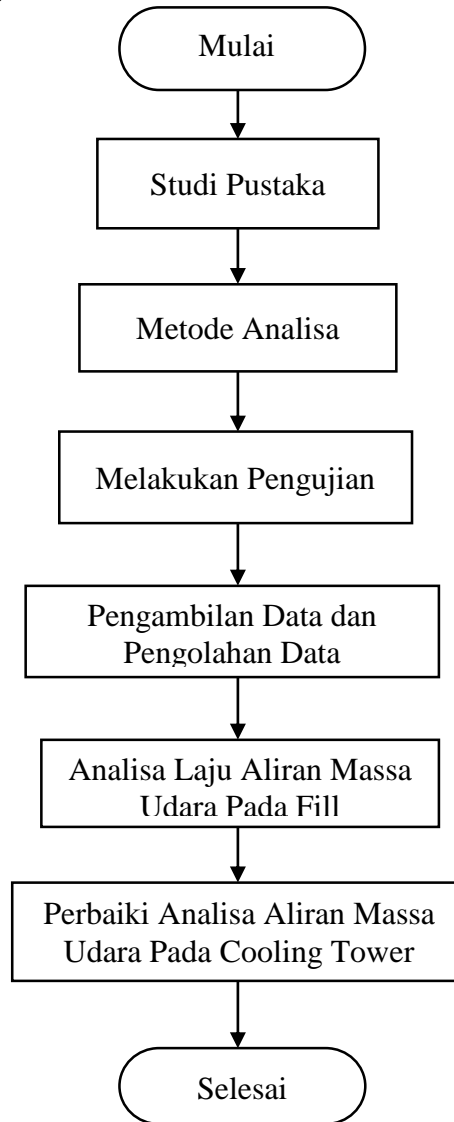 Mulai
Studi Pustaka
Metode Analisa
Melakukan Pengujian
Pengambilan Data dan
Pengolahan Data
Analisa Laju Aliran Massa
Udara Pada Fill
Perbaiki Analisa Aliran Massa
Udara Pada Cooling Tower
Selesai